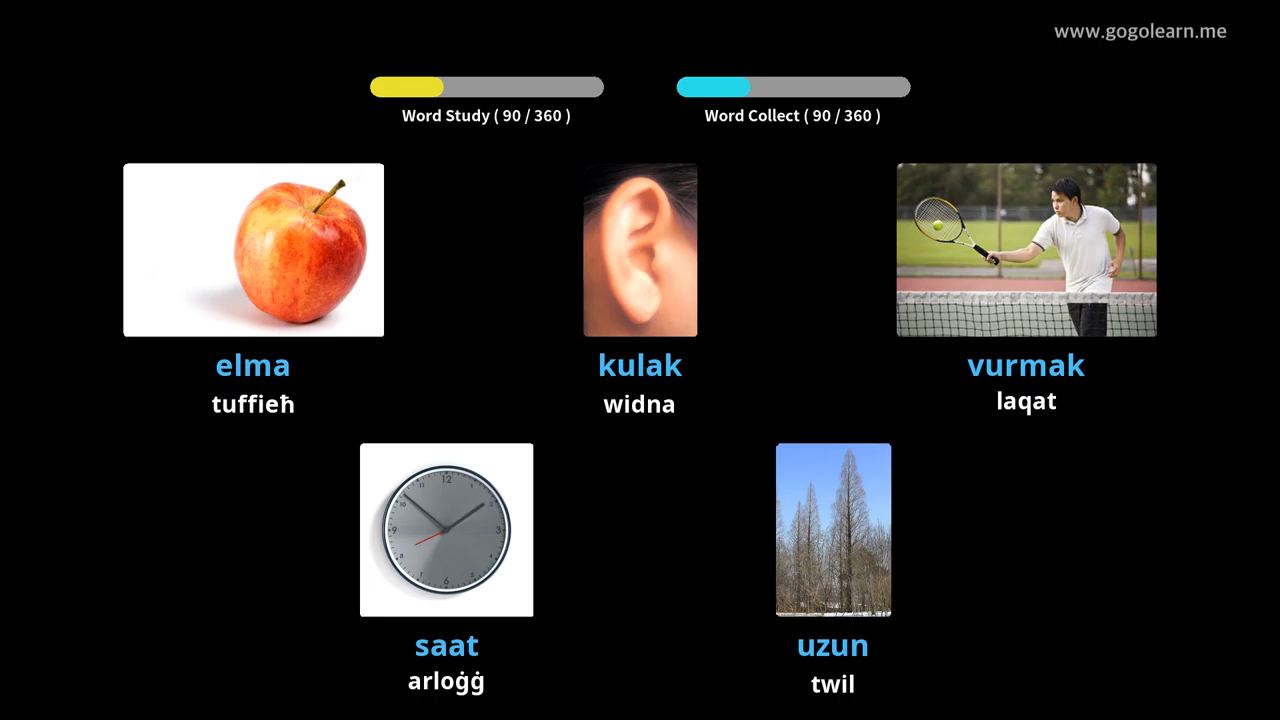 www.gogolearn.me
Word Study ( 90 / 360 )
Word Collect ( 90 / 360 )
elma
tuffieħ
kulak
widna
vurmak
laqat
saat
arloġġ
uzun
twil